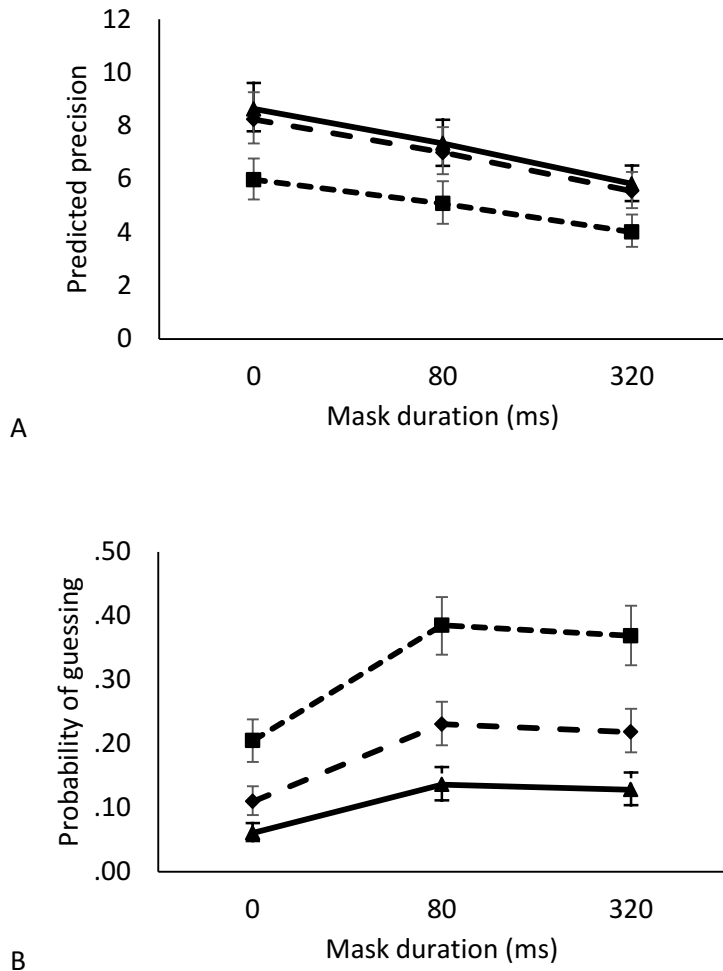 12
10
8
6
4
2
0
Predicted precision
0 80 320
Mask duration (ms)
A
.50
.40
.30
.20
.10
.00
Probability of guessing
0 80 320
Mask duration (ms)
B